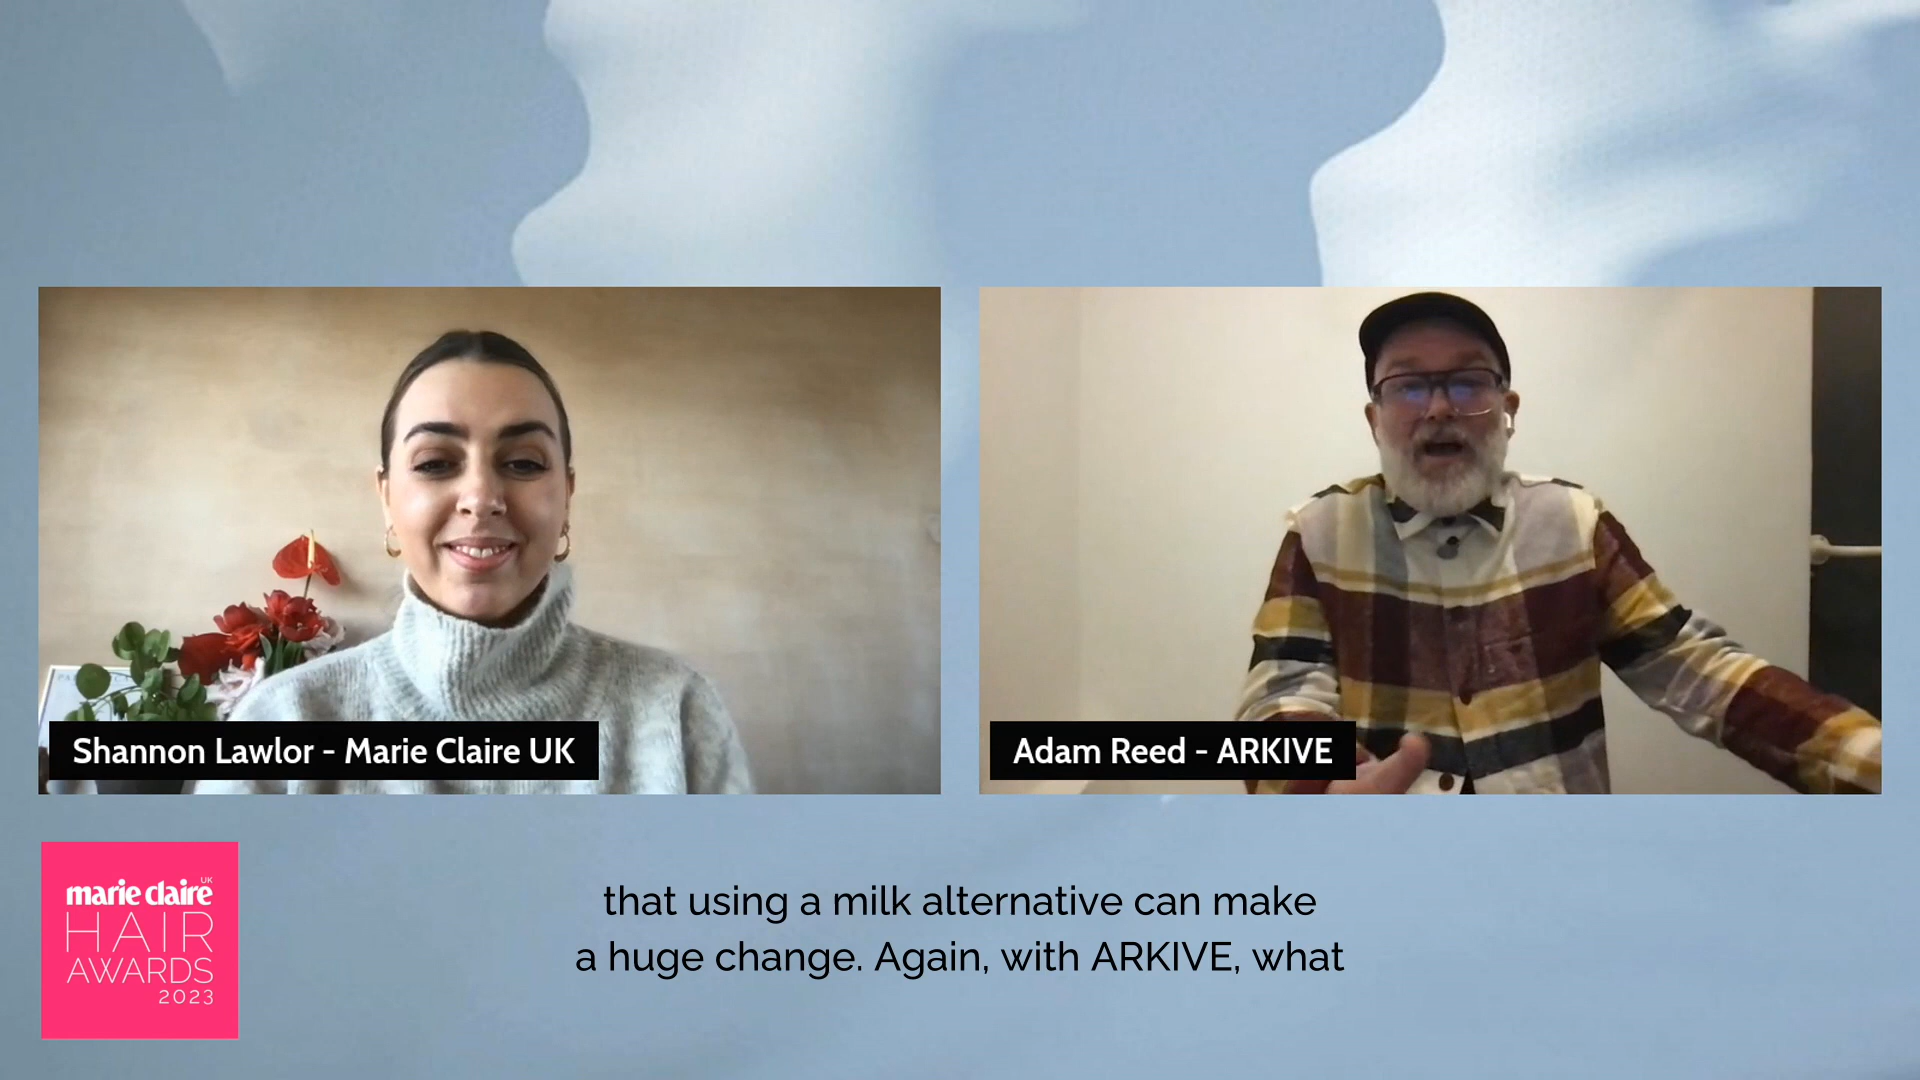 Shannon Lawlor - Marie Claire UK
Adam Reed - ARKIVE
marie claire UK
HAIR
AWARDS
2023
that using a milk alternative can make
a huge change. Again, with ARKIVE, what